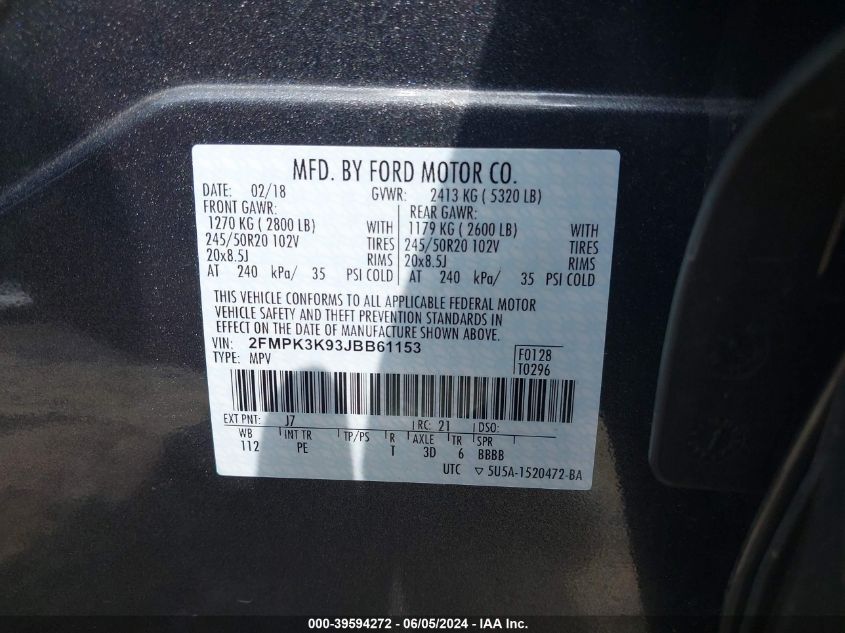 MFD. BY FORD MOTOR CO.
DATE: 02/18 GVWR: 2413 KG ( 5320 LB)
FRONT GAWR: REAR GAWR:
1270 KG ( 2800 LB) WITH 1179 KG ( 2600 LB) WITH
245/50R20 102V TIRES 245/50R20 102V TIRES
20x8.5J RIMS 20x8.5J RIMS
AT 240 kPa/ 35 PSI COLD AT 240 kPa/ 35 PSI COLD
THIS VEHICLE CONFORMS TO ALL APPLICABLE FEDERAL MOTOR
VEHICLE SAFETY AND THEFT PREVENTION STANDARDS IN
EFFECT ON THE DATE OF MANUFACTURE SHOWN ABOVE.
VIN: 2FMPK3K93JBB61153 F0128
TYPE: MPV T0296
EXT PNT: J7 RC: 21 DSO:
WB INT TR TP/PS R AXLE TR SPR
112 PE T 3D 6 BBBB
UTC ▽ 5U5A-1520472-BA
000-39594272 - 06/05/2024 - IAA Inc.